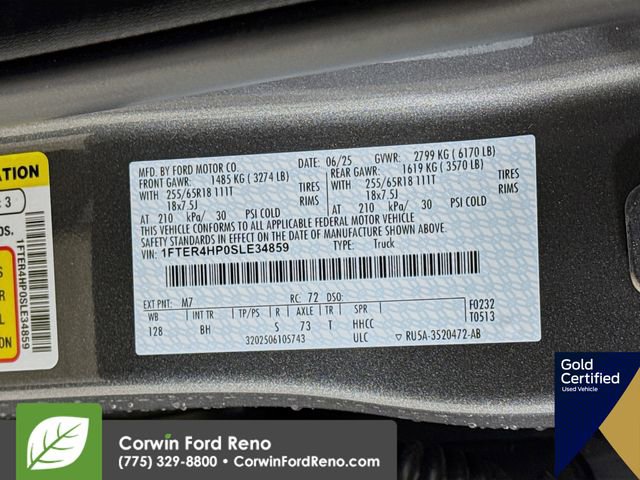 MFD. BY FORD MOTOR CO. DATE: 06/25 GVWR: 2799 KG ( 6170 LB)
FRONT GAWR: 1485 KG ( 3274 LB) REAR GAWR: 1619 KG ( 3570 LB)
255/65R18 111T TIRES 255/65R18 111T TIRES
18x7.5J RIMS 18x7.5J RIMS
AT 210 kPa/ 30 PSI COLD AT 210 kPa/ 30 PSI COLD
THIS VEHICLE CONFORMS TO ALL APPLICABLE FEDERAL MOTOR VEHICLE
SAFETY STANDARDS IN EFFECT ON THE DATE OF MANUFACTURE SHOWN ABOVE.
VIN: 1FTER4HP0SLE34859 TYPE: Truck
EXT PNT: M7 RC: 72 DSO: F0232
WB INT TR TP/PS R AXLE TR SPR T0513
128 BH S 73 T HHCC
3202506105743 ULC RU5A-3520472-AB
ATION
3
1FTER4HP0SLE34859
Gold
Certified
Used Vehicle
Corwin Ford Reno
(775) 329-8800 • CorwinFordReno.com